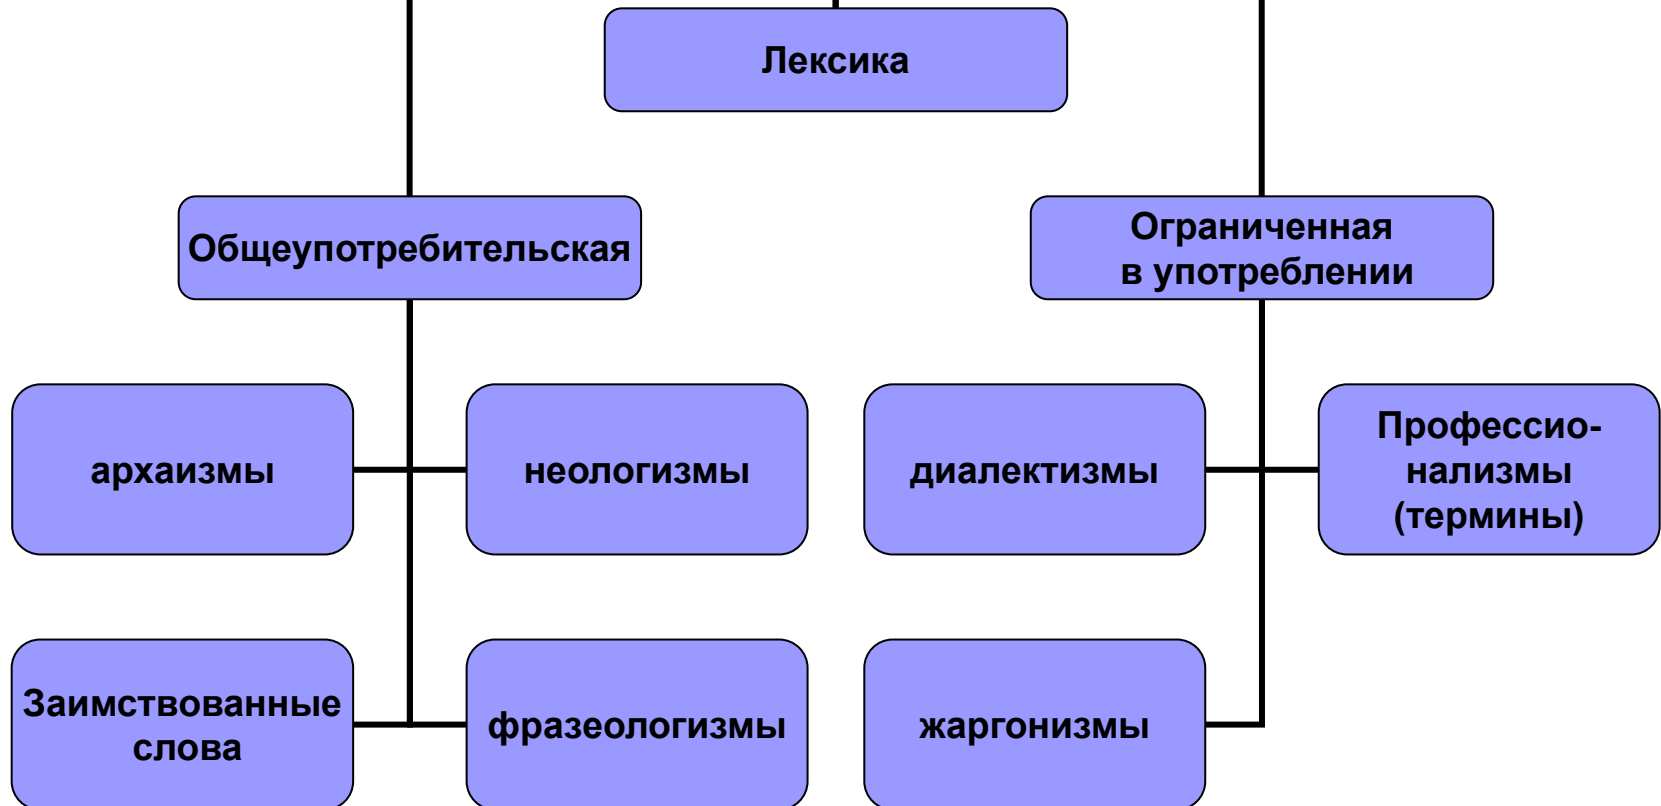 Лексика
Общеупотребительская
Ограниченная
в употреблении
архаизмы
неологизмы
диалектизмы
Профессио-
нализмы
(термины)
Заимствованные
слова
фразеологизмы
жаргонизмы